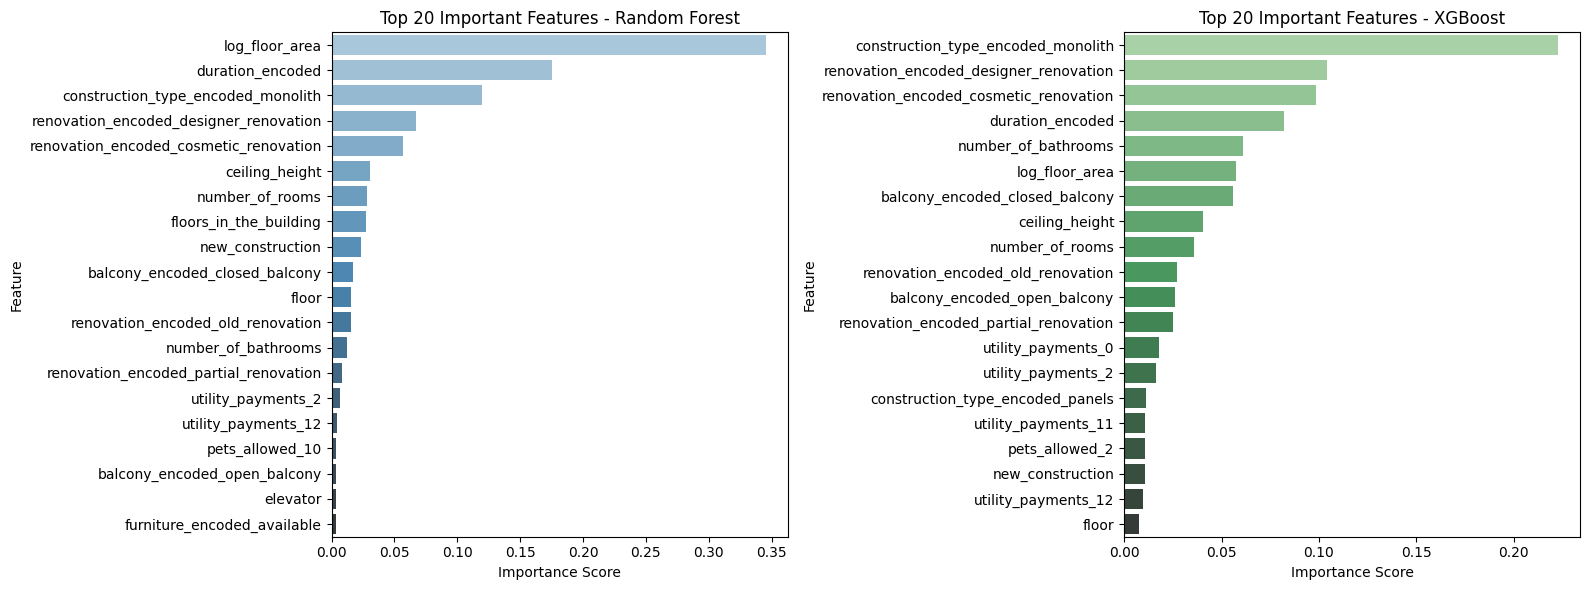 Top 20 Important Features - Random Forest
Feature
log_floor_area
duration_encoded
construction_type_encoded_monolith
renovation_encoded_designer_renovation
renovation_encoded_cosmetic_renovation
ceiling_height
number_of_rooms
floors_in_the_building
new_construction
balcony_encoded_closed_balcony
floor
renovation_encoded_old_renovation
number_of_bathrooms
renovation_encoded_partial_renovation
utility_payments_2
utility_payments_12
pets_allowed_10
balcony_encoded_open_balcony
elevator
furniture_encoded_available
0.00 0.05 0.10 0.15 0.20 0.25 0.30 0.35
Importance Score
Top 20 Important Features - XGBoost
Feature
construction_type_encoded_monolith
renovation_encoded_designer_renovation
renovation_encoded_cosmetic_renovation
duration_encoded
number_of_bathrooms
log_floor_area
balcony_encoded_closed_balcony
ceiling_height
number_of_rooms
renovation_encoded_old_renovation
balcony_encoded_open_balcony
renovation_encoded_partial_renovation
utility_payments_0
utility_payments_2
construction_type_encoded_panels
utility_payments_11
pets_allowed_2
new_construction
utility_payments_12
floor
0.00 0.05 0.10 0.15 0.20
Importance Score